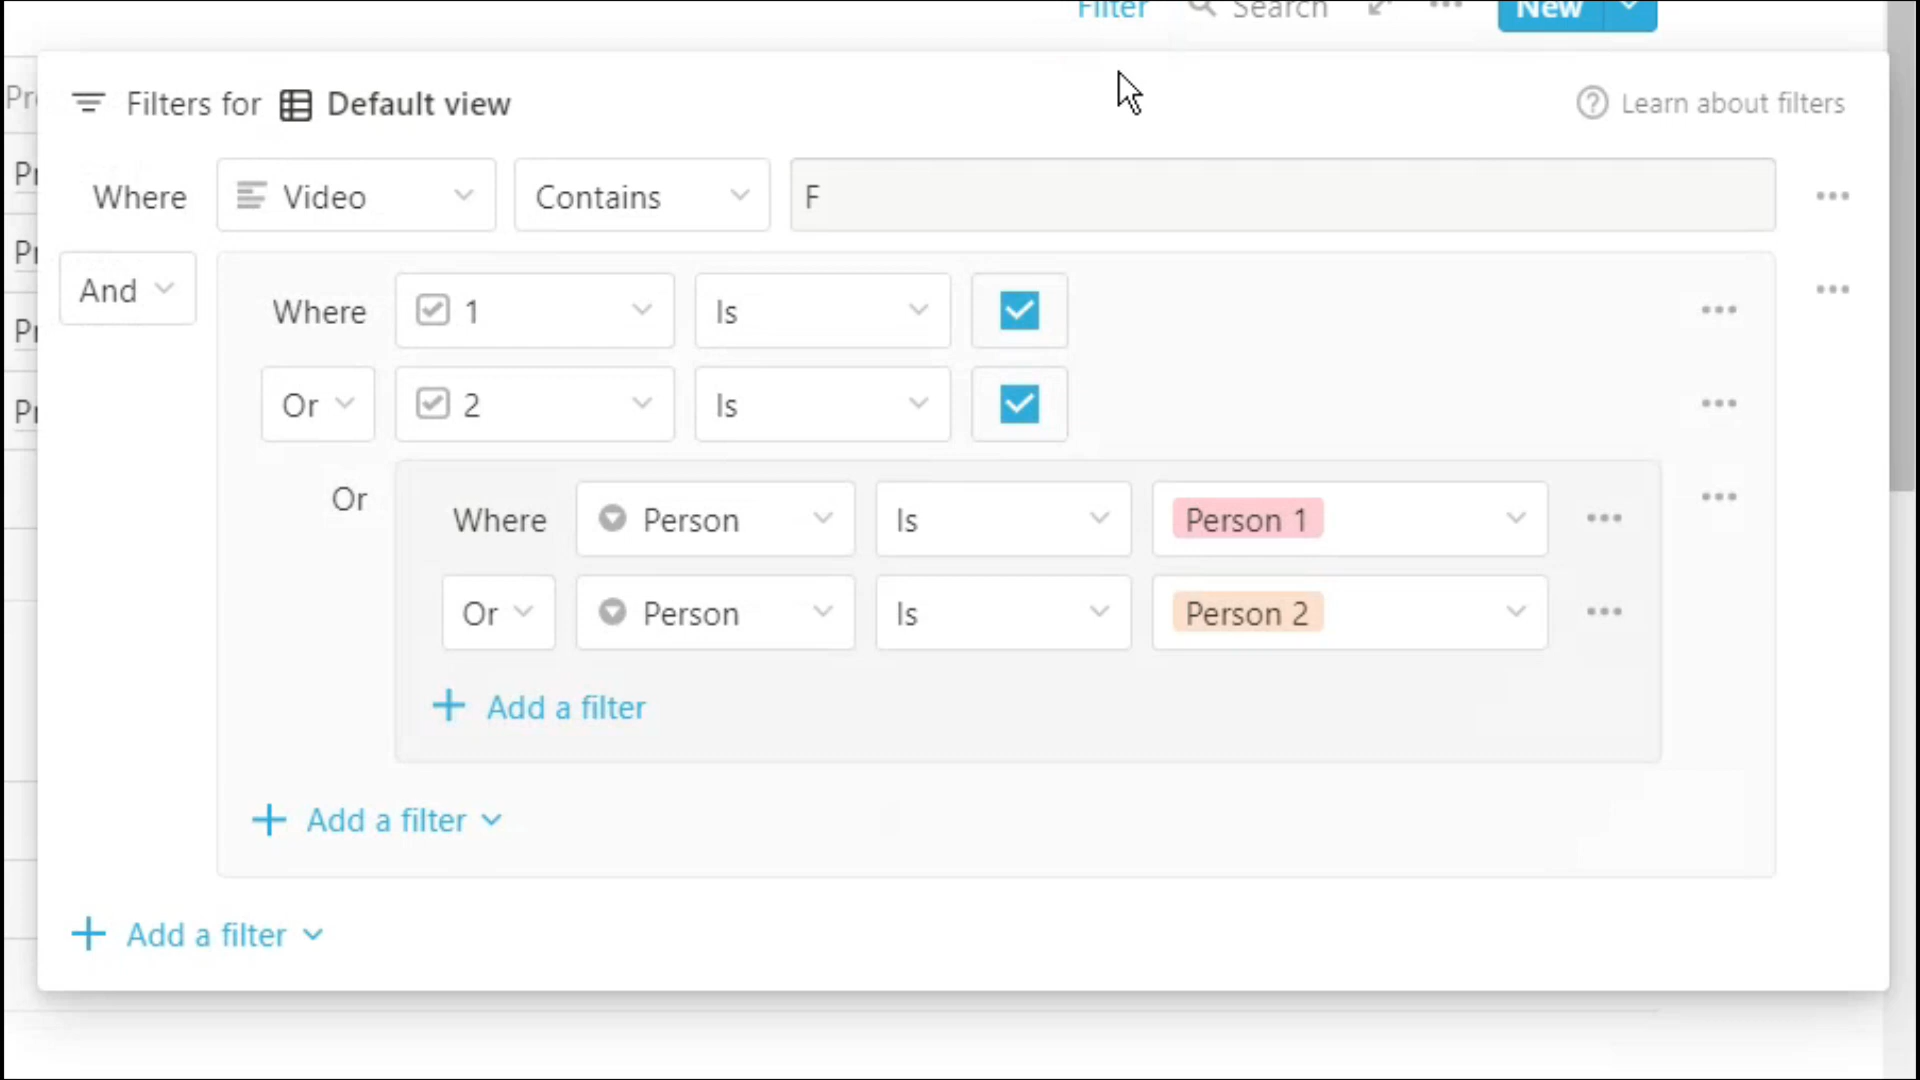 Filter Search New
Filters for Default view Learn about filters
Where Video Contains F
And
Where 1 Is
Or 2 Is
Or
Where Person Is Person 1
Or Person Is Person 2
Add a filter
Add a filter
Add a filter